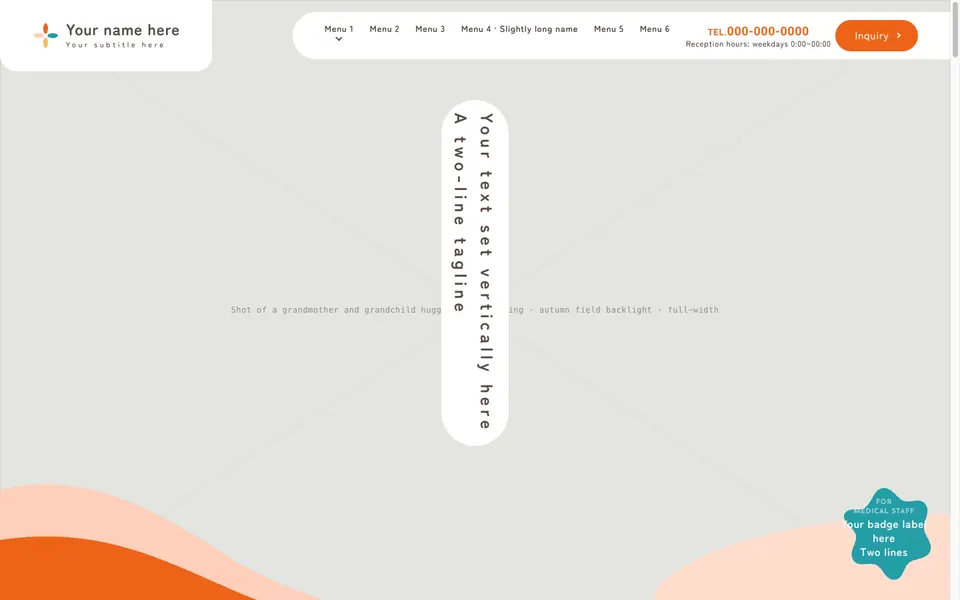 Your name here
Your subtitle here
Menu 1
Menu 2
Menu 3
Menu 4 · Slightly long name
Menu 5
Menu 6
TEL.000-000-0000
Reception hours: weekdays 0:00~00:00
Inquiry
Your text set vertically here
A two-line tagline
Shot of a grandmother and grandchild hugg ing · autumn field backlight · full-width
FOR
MEDICAL STAFF
Your badge label
here
Two lines